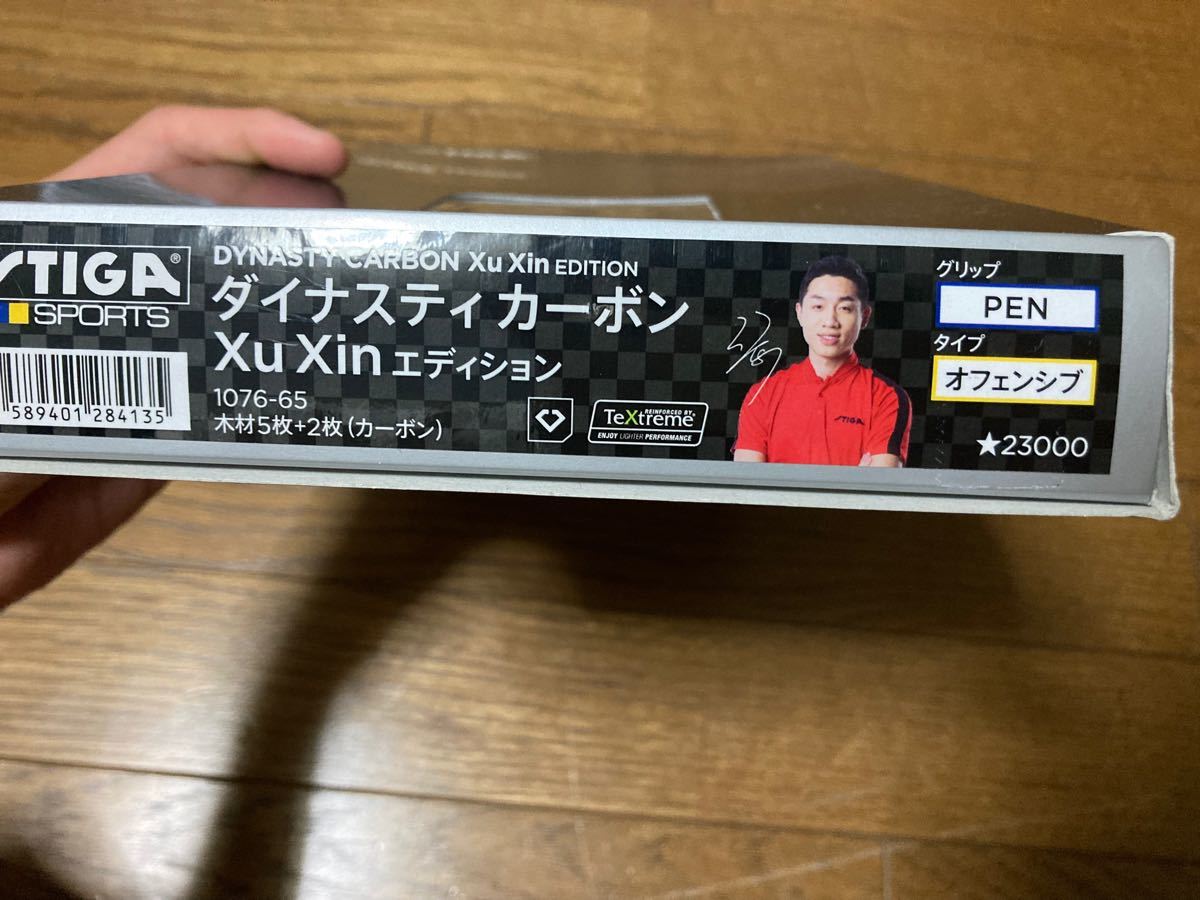 STIGA®
SPORTS
589401 284135
DYNASTY CARBON Xu Xin EDITION
ダイナスティ カーボン
Xu Xin エディション
1076-65
木材5枚+2枚(カーボン)
REINFORCED BY
TeXtreme®
ENJOY LIGHTER PERFORMANCE
STIGA
グリップ
PEN
タイプ
オフェンシブ
★23000